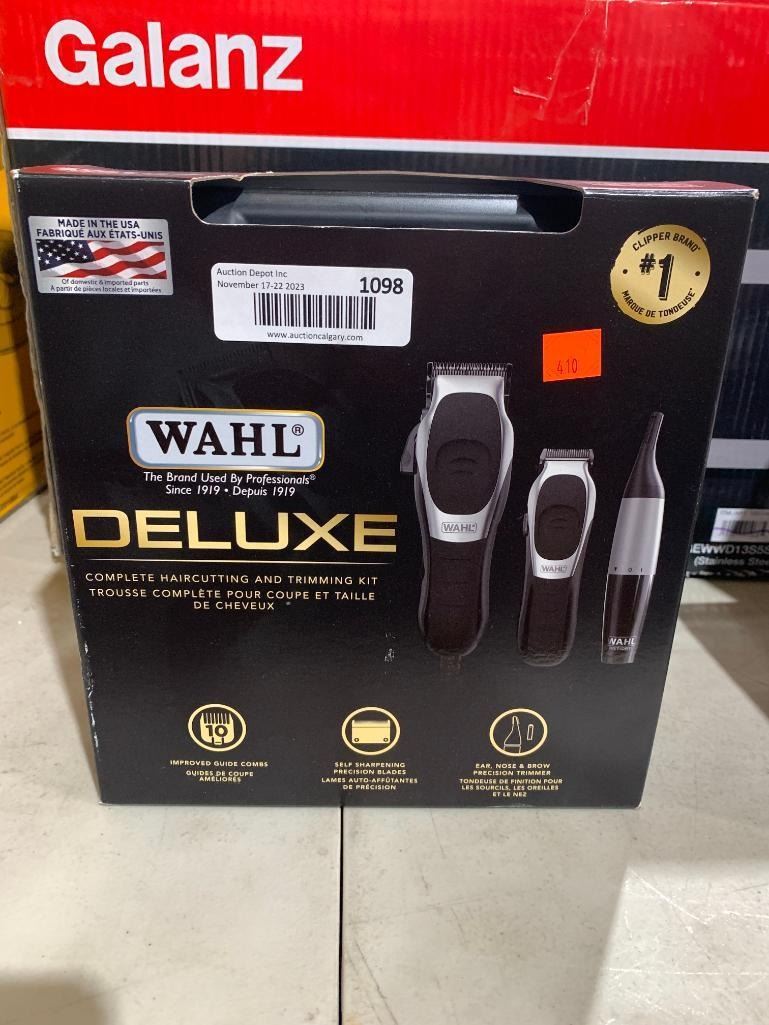 Galanz
MADE IN THE USA
FABRIQUÉ AUX ÉTATS-UNIS
Of domestic & imported parts
A partir de pièces locales et importées
Auction Depot Inc
November 17-22 2023
1098
www.auctioncalgary.com
CLIPPER BRAND*
#1
MARQUE DE TONDEUSE*
410
WAHL®
The Brand Used By Professionals®
Since 1919 • Depuis 1919
DELUXE
COMPLETE HAIRCUTTING AND TRIMMING KIT
TROUSSE COMPLÈTE POUR COUPE ET TAILLE
DE CHEVEUX
WAHL
WAHL
WAHL
EWWD13S5S
(Stainless Stee
10
IMPROVED GUIDE COMBS
GUIDES DE COUPE
AMÉLIORÉS
SELF SHARPENING
PRECISION BLADES
LAMES AUTO-AFFÛTANTES
DE PRÉCISION
EAR, NOSE & BROW
PRECISION TRIMMER
TONDEUSE DE FINITION POUR
LES SOURCILS, LES OREILLES
ET LE NEZ